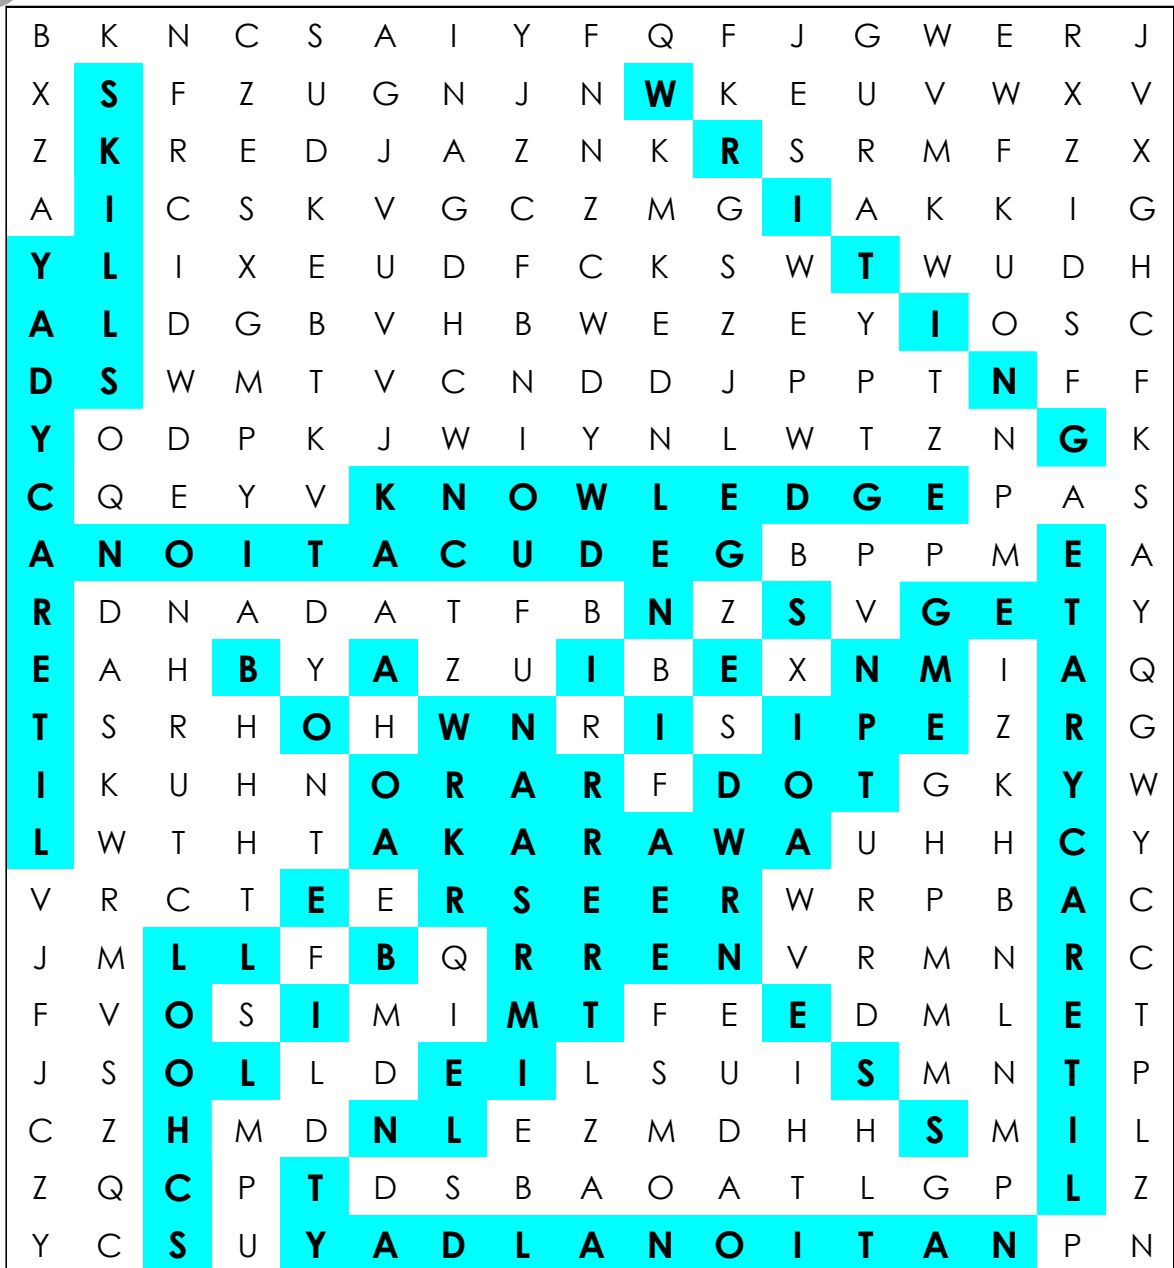 B K N C S A I Y F Q F J G W E R J
X S F Z U G N J N W K E U V W X V
Z K R E D J A Z N K R S R M F Z X
A I C S K V G C Z M G I A K K I G
Y L I X E U D F C K S W T W U D H
A L D G B V H B W E Z E Y I O S C
D S W M T V C N D D J P P T N F F
Y O D P K J W I Y N L W T Z N G K
C Q E Y V K N O W L E D G E P A S
A N O I T A C U D E G B P P M E A
R D N A D A T F B N Z S V G E T Y
E A H B Y A Z U I B E X N M I A Q
T S R H O H W N R I S I P E Z R G
I K U H N O R A R F D O T G K Y W
L W T H T A K A R A W A U H H C Y
V R C T E E R S E E R W R P B A C
J M L L F B Q R R E N V R M N R C
F V O S I M I M T F E E D M L E T
J S O L L D E I L S U I S M N T P
C Z H M D N L E Z M D H H S M I L
Z Q C P T D S B A O A T L G P L Z
Y C S U Y A D L A N O I T A N P N